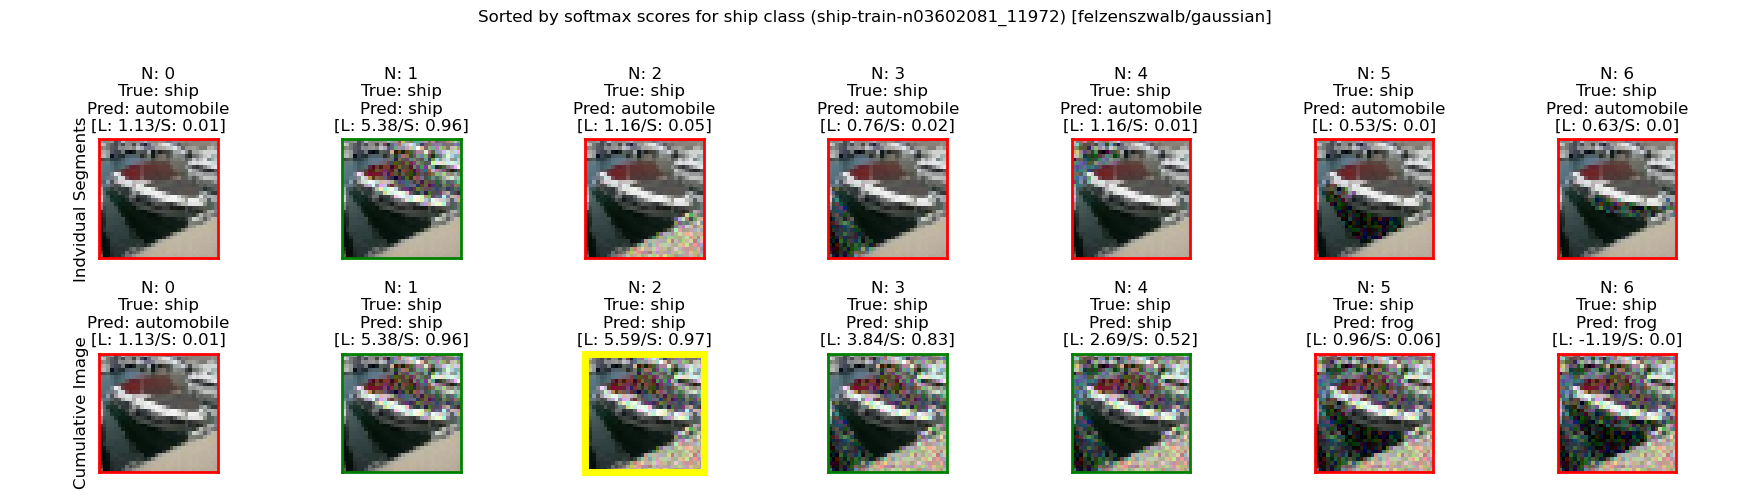 Sorted by softmax scores for ship class (ship-train-n03602081_11972) [felzenszwalb/gaussian]
Indvidual Segments
N: 0
True: ship
Pred: automobile
[L: 1.13/S: 0.01]
N: 1
True: ship
Pred: ship
[L: 5.38/S: 0.96]
N: 2
True: ship
Pred: automobile
[L: 1.16/S: 0.05]
N: 3
True: ship
Pred: automobile
[L: 0.76/S: 0.02]
N: 4
True: ship
Pred: automobile
[L: 1.16/S: 0.01]
N: 5
True: ship
Pred: automobile
[L: 0.53/S: 0.0]
N: 6
True: ship
Pred: automobile
[L: 0.63/S: 0.0]
Cumulative Image
N: 0
True: ship
Pred: automobile
[L: 1.13/S: 0.01]
N: 1
True: ship
Pred: ship
[L: 5.38/S: 0.96]
N: 2
True: ship
Pred: ship
[L: 5.59/S: 0.97]
N: 3
True: ship
Pred: ship
[L: 3.84/S: 0.83]
N: 4
True: ship
Pred: ship
[L: 2.69/S: 0.52]
N: 5
True: ship
Pred: frog
[L: 0.96/S: 0.06]
N: 6
True: ship
Pred: frog
[L: -1.19/S: 0.0]